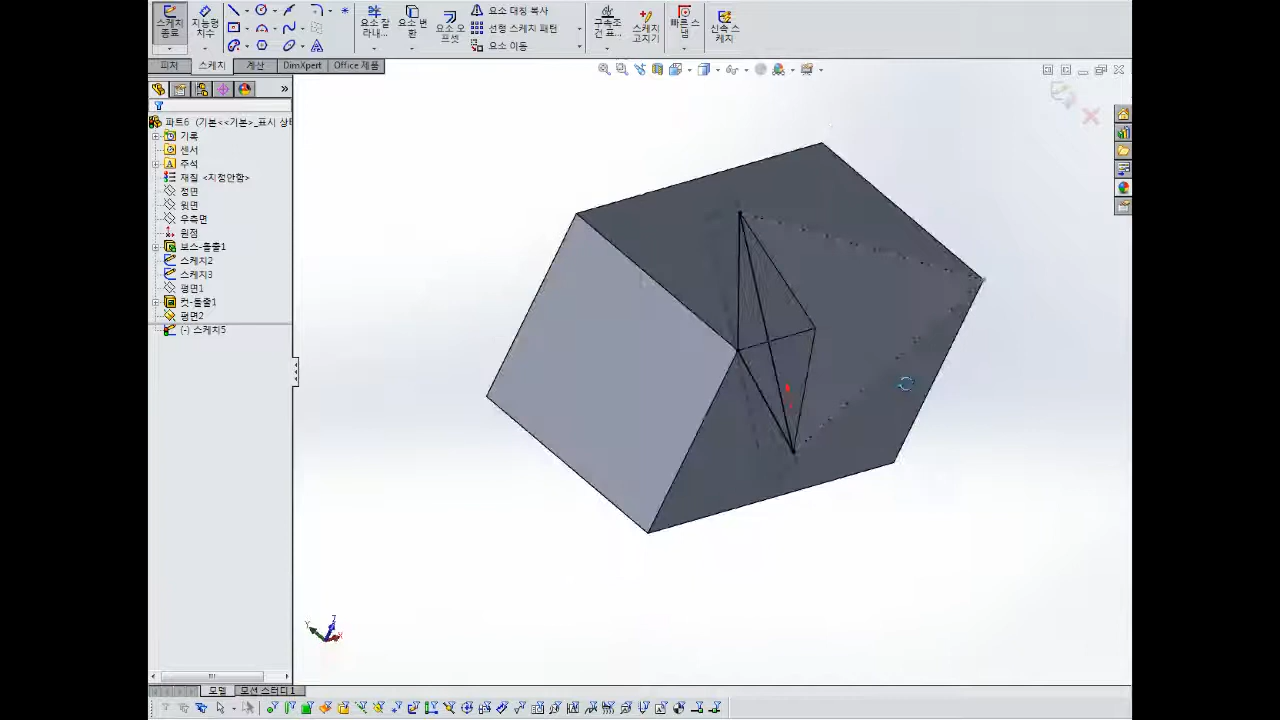 스케치 종료
지능형 치수
요소 잘라내...
요소 변환
요소 오프셋
요소 대칭 복사
선형 스케치 패턴
요소 이동
구속조건 표...
스케치 고치기
빠른 스냅
신속 스케치
피처 스케치 계산 DimXpert Office 제품
파트6 (기본<<기본>_표시 상태
기록
센서
주석
재질 <지정안함>
정면
윗면
우측면
원점
보스-돌출1
스케치2
스케치3
평면1
컷-돌출1
평면2
(-) 스케치5
Z
Y
X
모델 모션 스터디 1